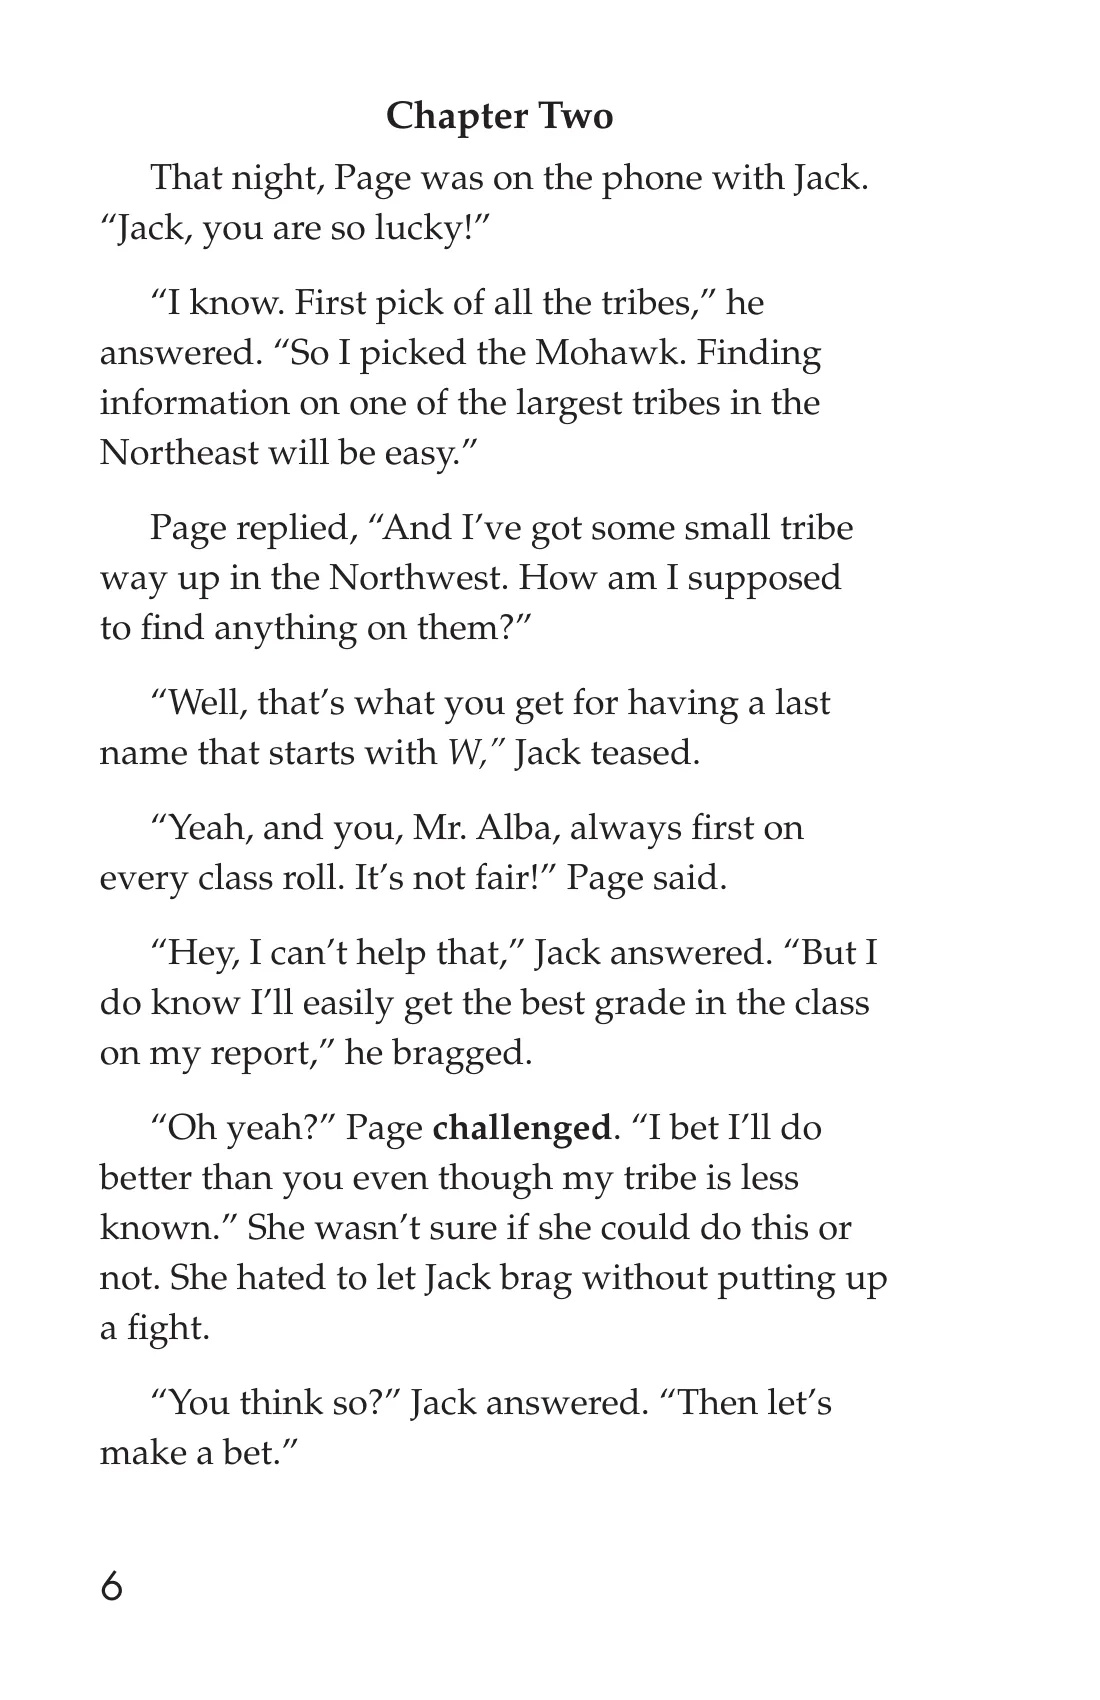 Chapter Two
That night, Page was on the phone with Jack.
“Jack, you are so lucky!”
“I know. First pick of all the tribes,” he
answered. “So I picked the Mohawk. Finding
information on one of the largest tribes in the
Northeast will be easy.”
Page replied, “And I’ve got some small tribe
way up in the Northwest. How am I supposed
to find anything on them?”
“Well, that’s what you get for having a last
name that starts with W,” Jack teased.
“Yeah, and you, Mr. Alba, always first on
every class roll. It’s not fair!” Page said.
“Hey, I can’t help that,” Jack answered. “But I
do know I’ll easily get the best grade in the class
on my report,” he bragged.
“Oh yeah?” Page challenged. “I bet I’ll do
better than you even though my tribe is less
known.” She wasn’t sure if she could do this or
not. She hated to let Jack brag without putting up
a fight.
“You think so?” Jack answered. “Then let’s
make a bet.”
6